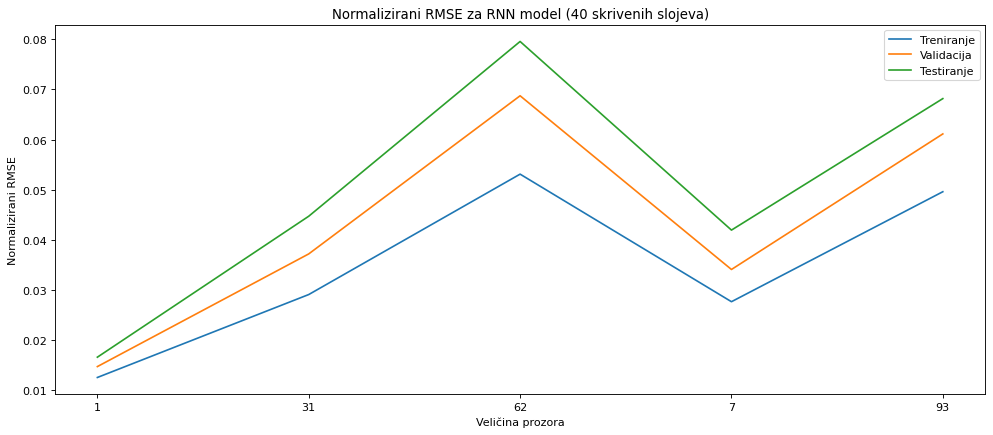 Normalizirani RMSE za RNN model (40 skrivenih slojeva)
Treniranje
Validacija
Testiranje
Normalizirani RMSE
0.08
0.07
0.06
0.05
0.04
0.03
0.02
0.01
1 31 62 7 93
Veličina prozora